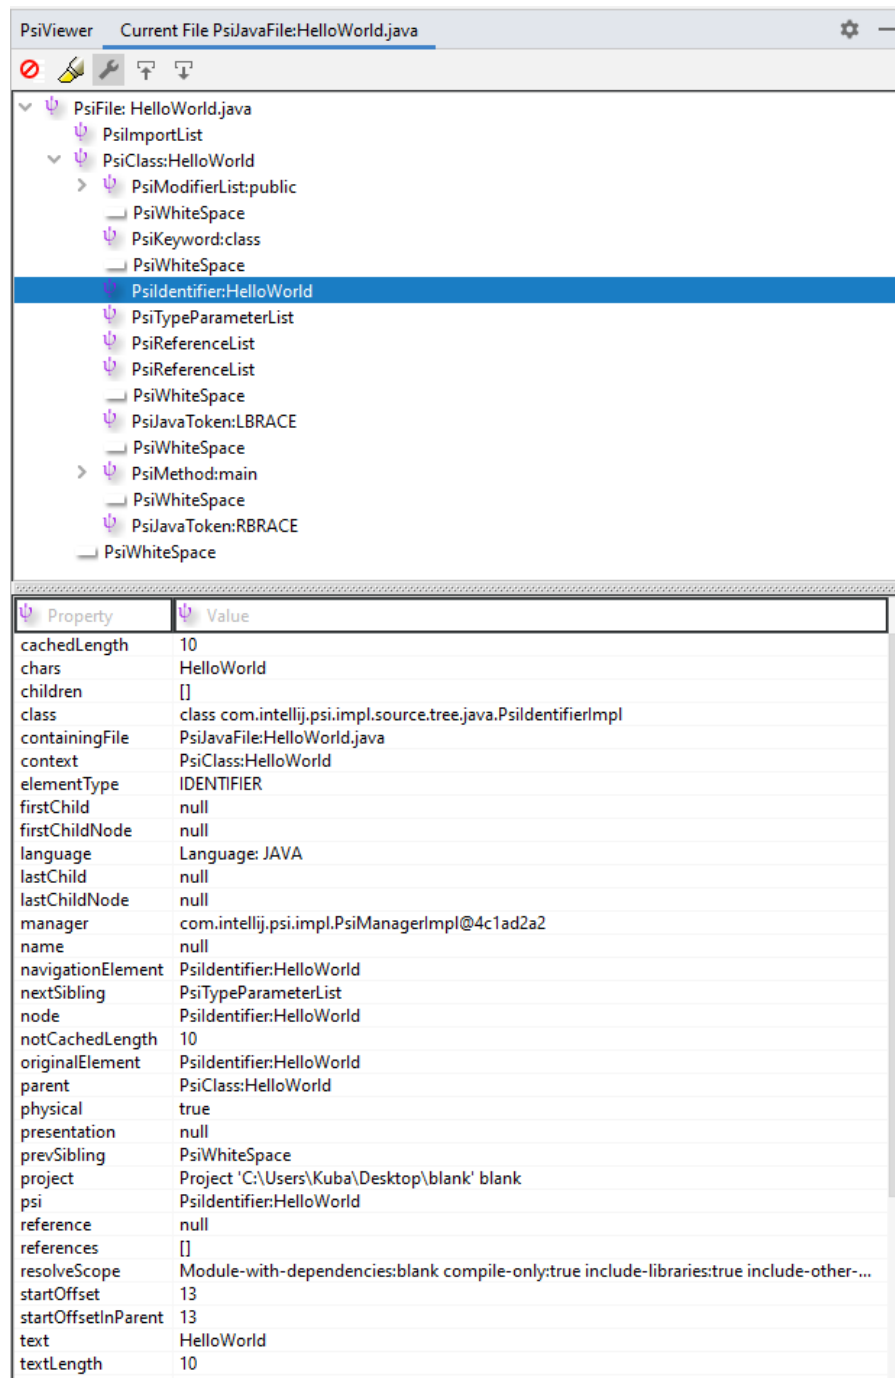 PsiViewer Current File PsiJavaFile:HelloWorld.java
PsiFile: HelloWorld.java
PsiImportList
PsiClass:HelloWorld
PsiModifierList:public
PsiWhiteSpace
PsiKeyword:class
PsiWhiteSpace
PsiIdentifier:HelloWorld
PsiTypeParameterList
PsiReferenceList
PsiReferenceList
PsiWhiteSpace
PsiJavaToken:LBRACE
PsiWhiteSpace
PsiMethod:main
PsiWhiteSpace
PsiJavaToken:RBRACE
PsiWhiteSpace
Property Value
cachedLength 10
chars HelloWorld
children []
class class com.intellij.psi.impl.source.tree.java.PsiIdentifierImpl
containingFile PsiJavaFile:HelloWorld.java
context PsiClass:HelloWorld
elementType IDENTIFIER
firstChild null
firstChildNode null
language Language: JAVA
lastChild null
lastChildNode null
manager com.intellij.psi.impl.PsiManagerImpl@4c1ad2a2
name null
navigationElement PsiIdentifier:HelloWorld
nextSibling PsiTypeParameterList
node PsiIdentifier:HelloWorld
notCachedLength 10
originalElement PsiIdentifier:HelloWorld
parent PsiClass:HelloWorld
physical true
presentation null
prevSibling PsiWhiteSpace
project Project 'C:\Users\Kuba\Desktop\blank' blank
psi PsiIdentifier:HelloWorld
reference null
references []
resolveScope Module-with-dependencies:blank compile-only:true include-libraries:true include-other-...
startOffset 13
startOffsetInParent 13
text HelloWorld
textLength 10